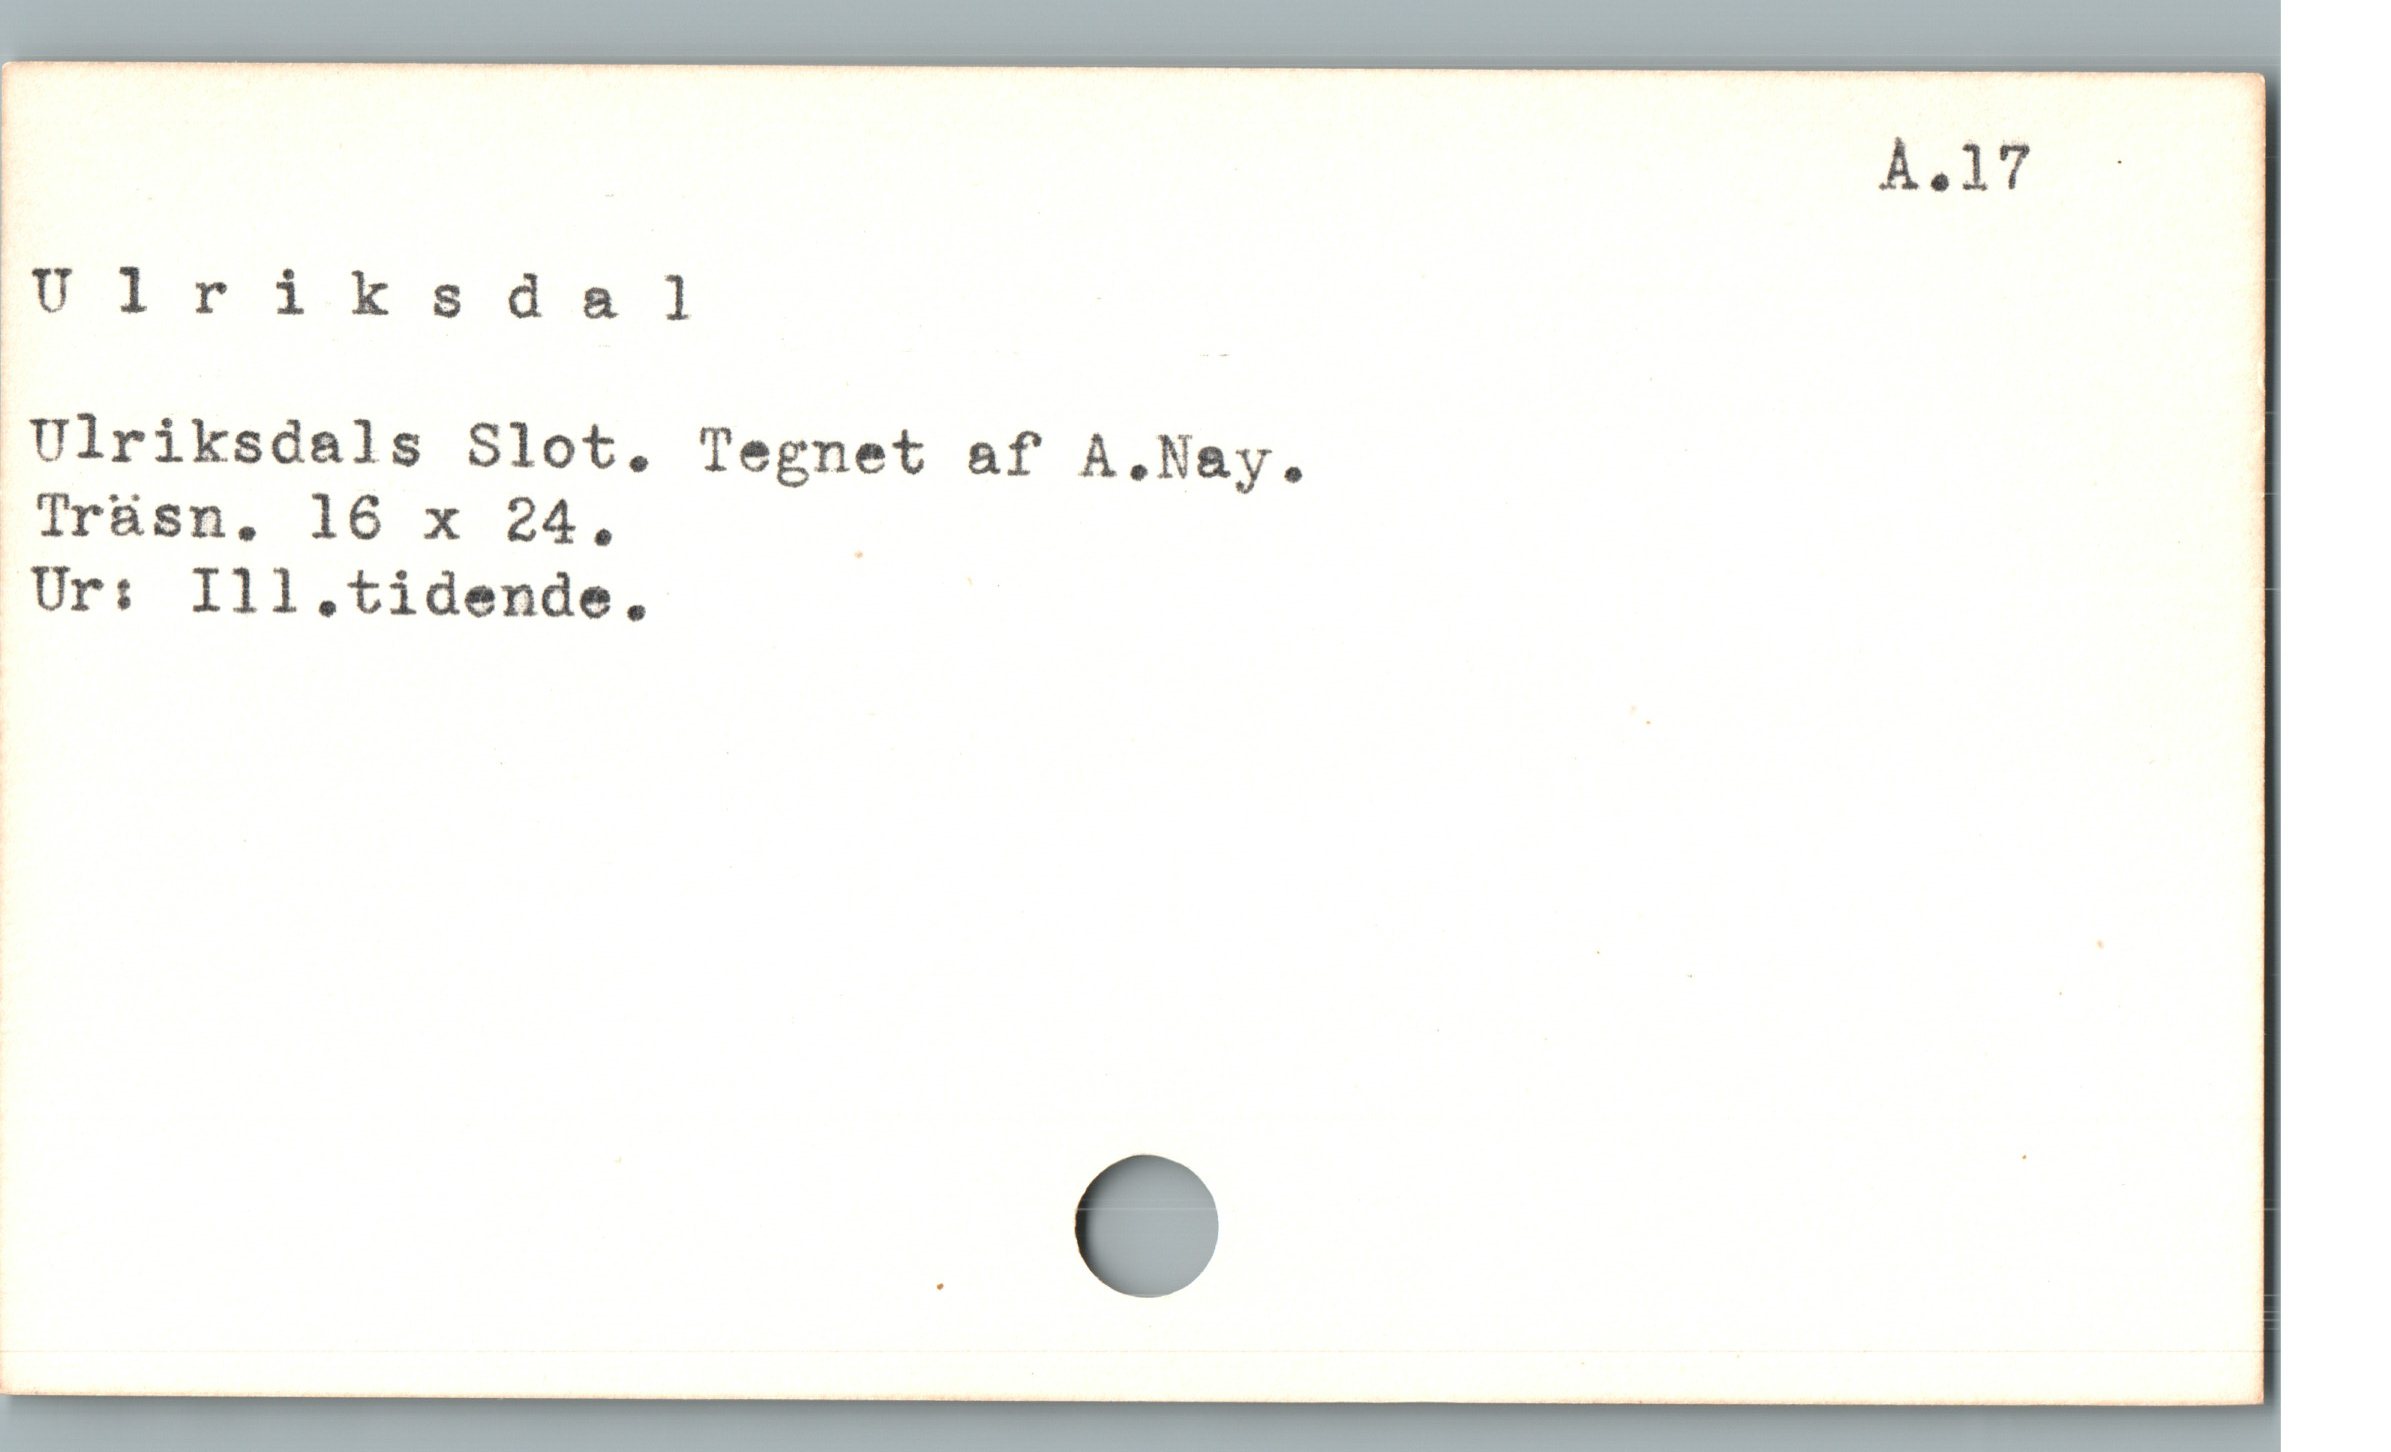 A.17
U l r i k s d a l
Ulriksdals Slot. Tegnet af A.Nay.
Träsn. 16 x 24.
Ur: Ill.tidende.